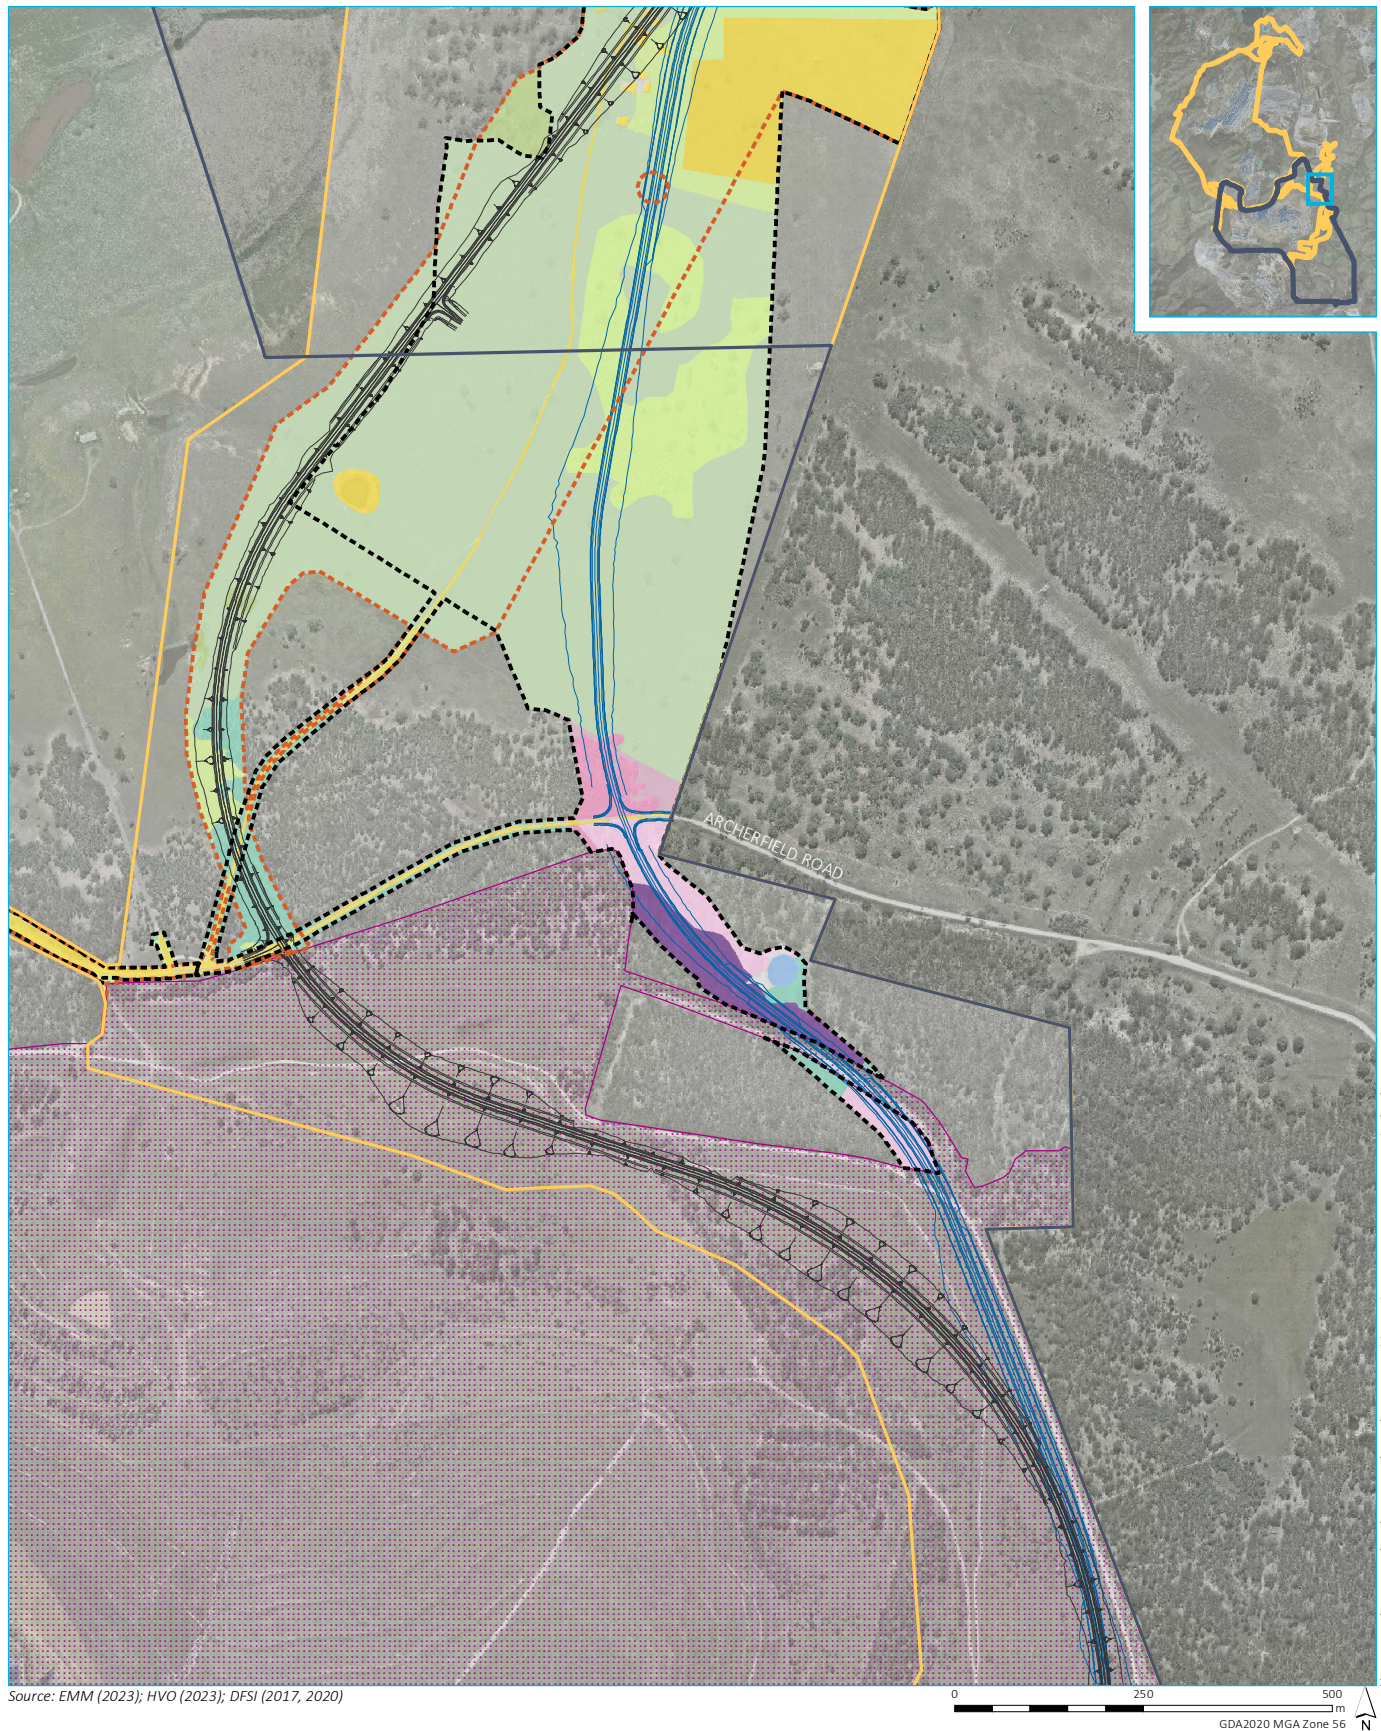 ARCHERFIELD ROAD
Source: EMM (2023); HVO (2023); DFSI (2017, 2020)
0 250 500
m
GDA2020 MGA Zone 56
N